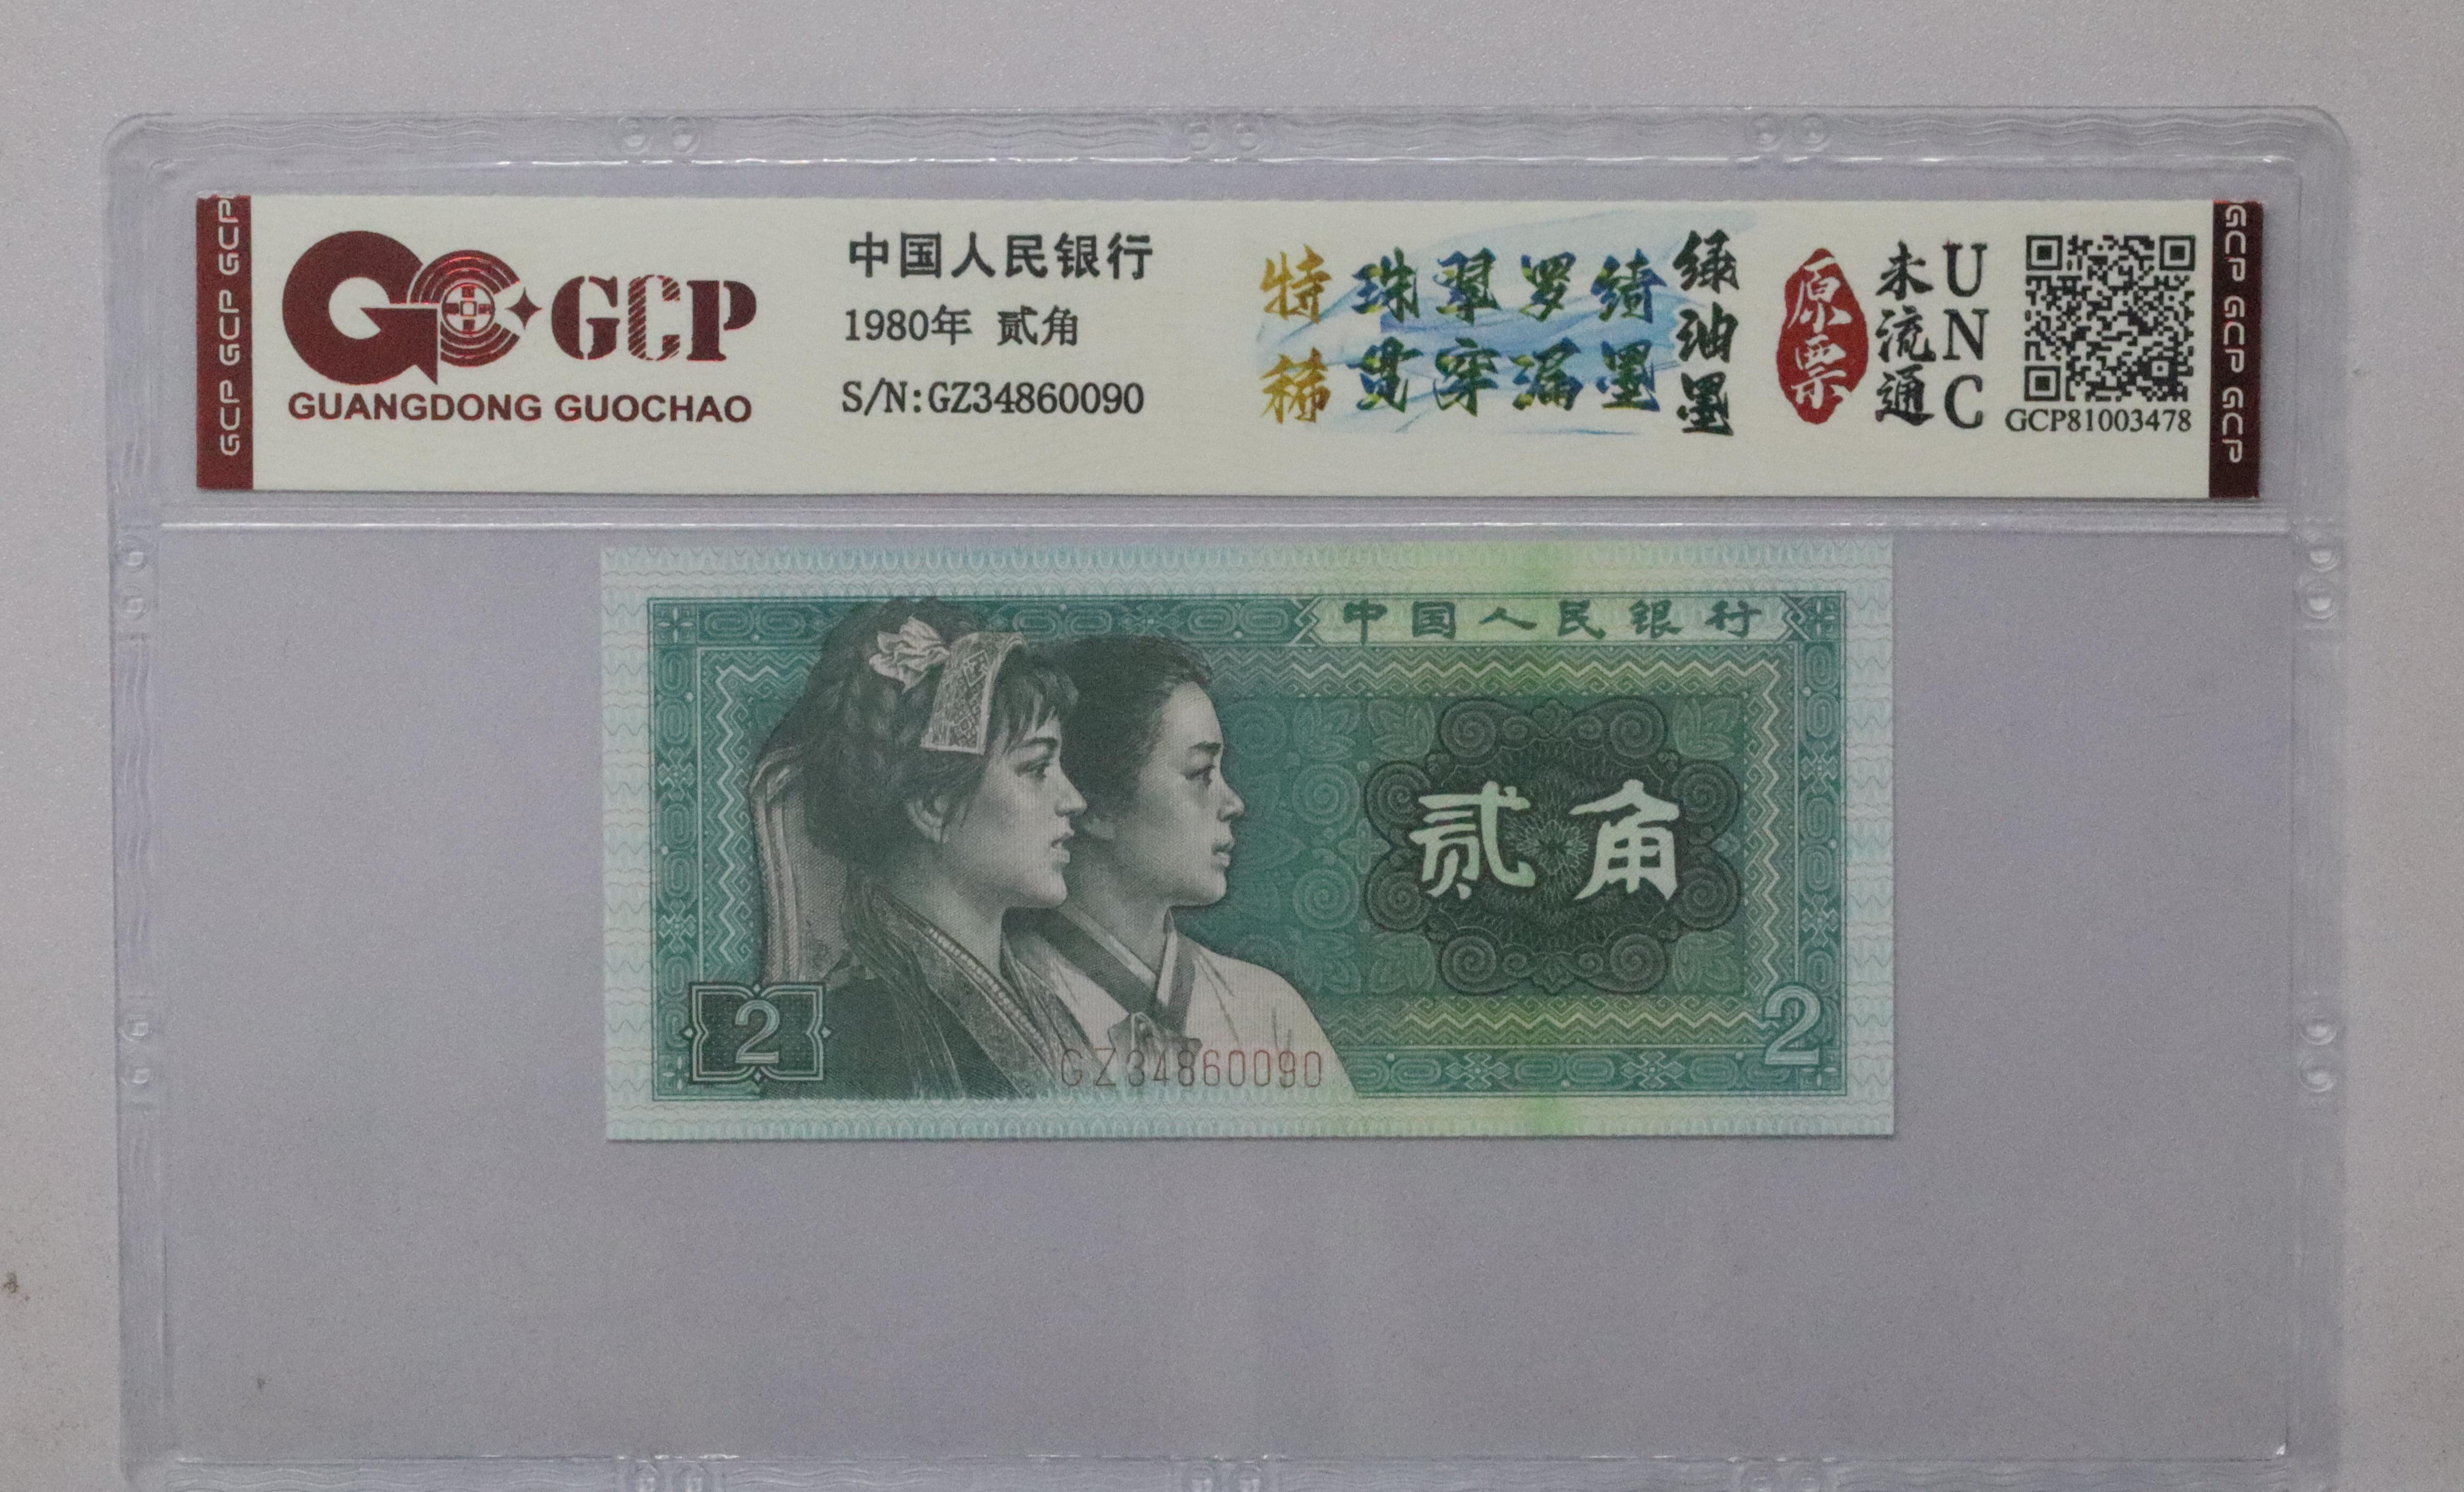 GCP GCP GCP
GCP
GUANGDONG GUOCHAO
中国人民银行
1980年 贰角
S/N:GZ34860090
特稀
珠翠罗绮
贯穿漏墨
绿油墨
原票
未流通
UNC
GCP81003478
GCP GCP GCP
中国人民银行
贰角
2
2
GZ34860090